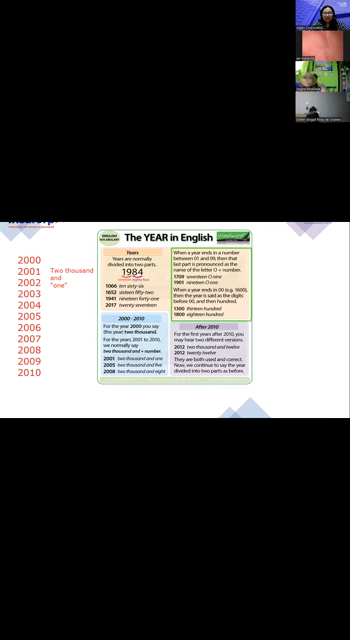 2000
2001
2002
2003
2004
2005
2006
2007
2008
2009
2010
Two thousand
and
"one"
ENGLISH
VOCABULARY
The YEAR in English
Years
Years are normally
divided into two parts.
1984
1066 ten sixty-six
1652 sixteen fifty-two
1941 nineteen forty-one
2017 twenty seventeen
When a year ends in a number
between 01 and 09, then that
last part is pronounced as the
name of the letter O + number.
1709 seventeen O nine
1901 nineteen O one
When a year ends in 00 (e.g. 1600),
then the year is said as the digits
before 00, and then hundred.
1300 thirteen hundred
1800 eighteen hundred
2000 - 2010
For the year 2000 you say
(the year) two thousand.
For the years 2001 to 2010,
we normally say
two thousand and + number.
2001 two thousand and one
2005 two thousand and five
2008 two thousand and eight
After 2010
For the first years after 2010, you
may hear two different versions.
2012 two thousand and twelve
2012 twenty twelve
They are both used and correct.
Now, we continue to say the year
divided into two parts as before.